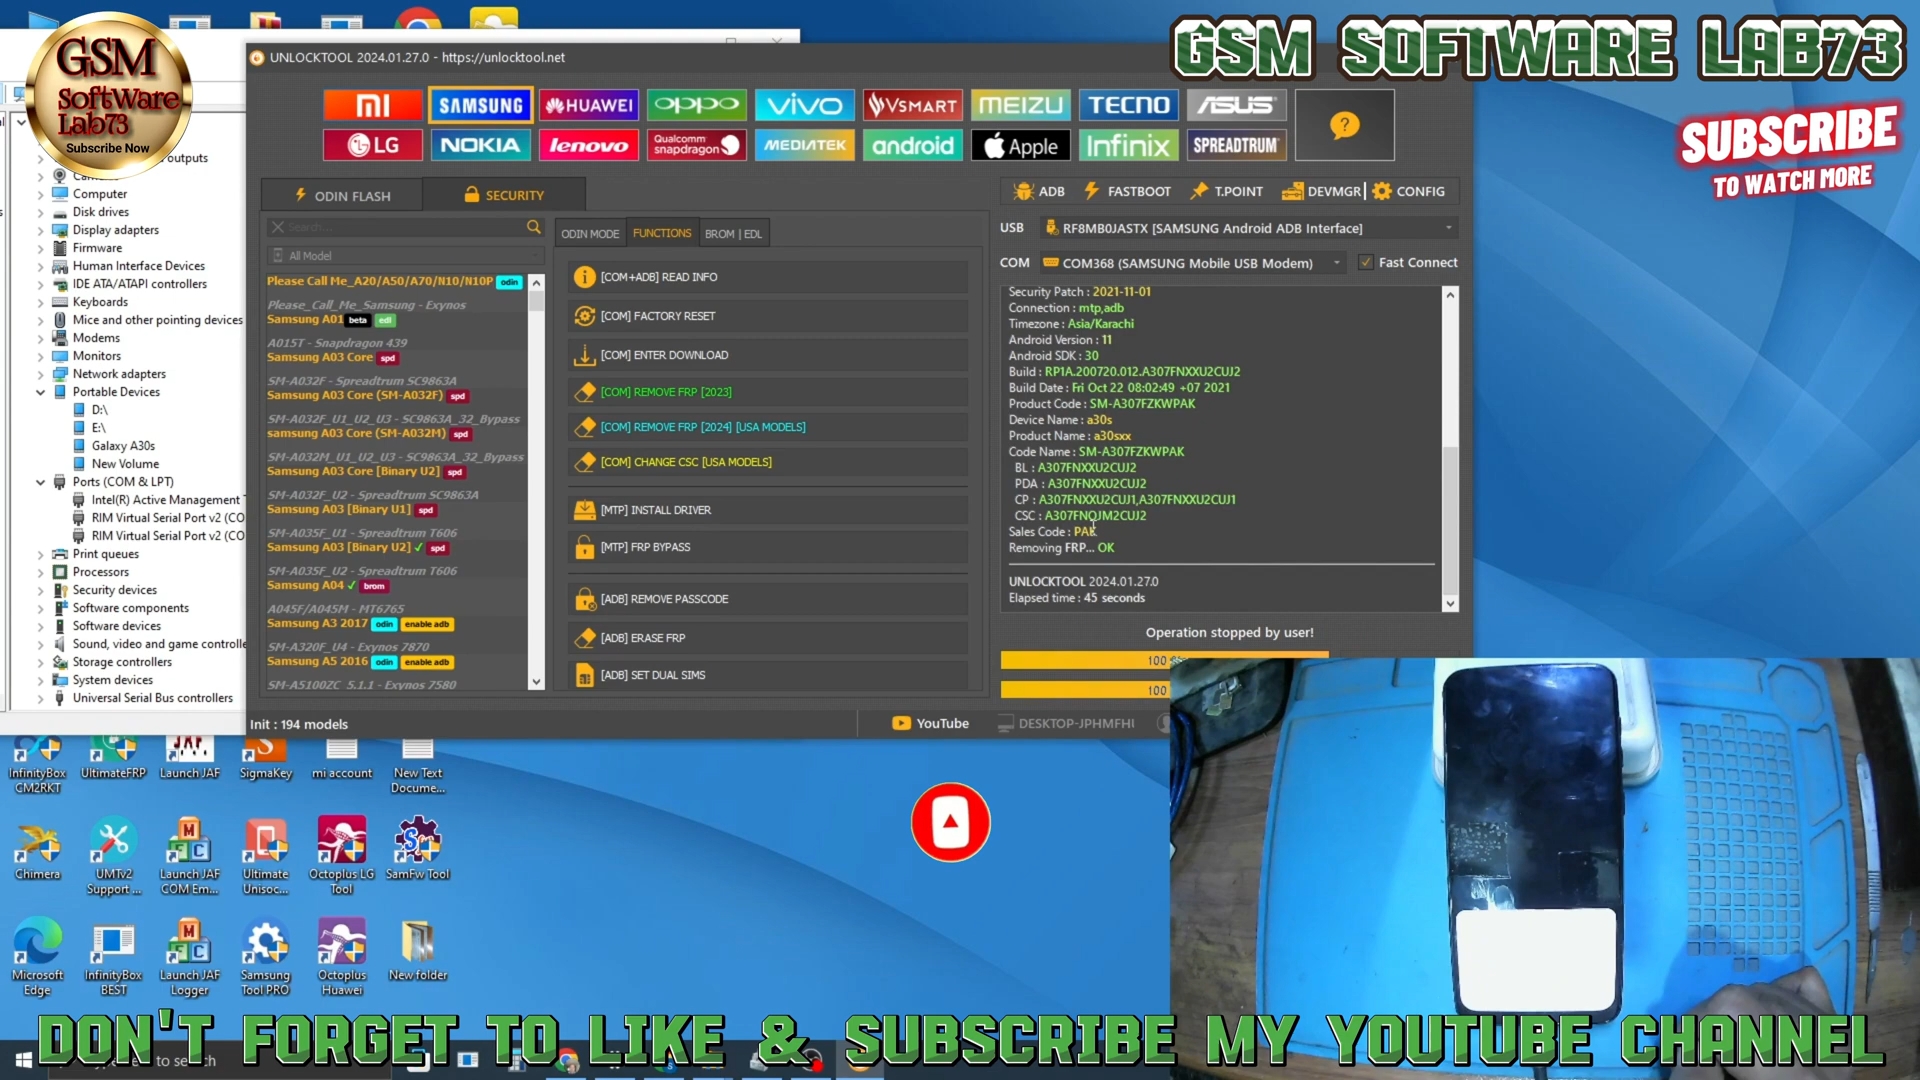 GSM
SoftWare
Lab73
Subscribe Now
GSM SOFTWARE LAB73
SUBSCRIBE
TO WATCH MORE
UNLOCKTOOL 2024.01.27.0 - https://unlocktool.net
MI SAMSUNG HUAWEI OPPO VIVO VSMART MEIZU TECNO ASUS ?
LG NOKIA lenovo Qualcomm snapdragon MEDIATEK android Apple Infinix SPREADTRUM
ODIN FLASH SECURITY
ADB FASTBOOT T.POINT DEVMGR CONFIG
Search...
All Model
ODIN MODE FUNCTIONS BROM | EDL
USB RF8MB0JASTX [SAMSUNG Android ADB Interface]
COM COM368 (SAMSUNG Mobile USB Modem) Fast Connect
outputs
Computer
Disk drives
Display adapters
Firmware
Human Interface Devices
IDE ATA/ATAPI controllers
Keyboards
Mice and other pointing devices
Modems
Monitors
Network adapters
Portable Devices
D:\
E:\
Galaxy A30s
New Volume
Ports (COM & LPT)
Intel(R) Active Management
RIM Virtual Serial Port v2 (CO
RIM Virtual Serial Port v2 (CO
Print queues
Processors
Security devices
Software components
Software devices
Sound, video and game controlle
Storage controllers
System devices
Universal Serial Bus controllers
Please Call Me_A20/A50/A70/N10/N10P odin
Please_Call_Me_Samsung - Exynos
Samsung A01 beta edl
A015T - Snapdragon 439
Samsung A03 Core spd
SM-A032F - Spreadtrum SC9863A
Samsung A03 Core (SM-A032F) spd
SM-A032F_U1_U2_U3 - SC9863A_32_Bypass
samsung A03 Core (SM-A032M) spd
SM-A032M_U1_U2_U3 - SC9863A_32_Bypass
Samsung A03 Core [Binary U2] spd
SM-A032F_U2 - Spreadtrum SC9863A
Samsung A03 [Binary U1] spd
SM-A035F_U1 - Spreadtrum T606
Samsung A03 [Binary U2] ✓ spd
SM-A035F_U2 - Spreadtrum T606
Samsung A04 ✓ brom
A045F/A045M - MT6765
Samsung A3 2017 odin enable adb
SM-A320F_U4 - Exynos 7870
Samsung A5 2016 odin enable adb
SM-A5100ZC_5.1.1 - Exynos 7580
[COM+ADB] READ INFO
[COM] FACTORY RESET
[COM] ENTER DOWNLOAD
[COM] REMOVE FRP [2023]
[COM] REMOVE FRP [2024] [USA MODELS]
[COM] CHANGE CSC [USA MODELS]
[MTP] INSTALL DRIVER
[MTP] FRP BYPASS
[ADB] REMOVE PASSCODE
[ADB] ERASE FRP
[ADB] SET DUAL SIMS
Security Patch : 2021-11-01
Connection : mtp,adb
Timezone : Asia/Karachi
Android Version : 11
Android SDK : 30
Build : RP1A.200720.012.A307FNXXU2CUJ2
Build Date : Fri Oct 22 08:02:49 +07 2021
Product Code : SM-A307FZKWPAK
Device Name : a30s
Product Name : a30sxx
Code Name : SM-A307FZKWPAK
BL : A307FNXXU2CUJ2
PDA : A307FNXXU2CUJ2
CP : A307FNXXU2CUJ1,A307FNXXU2CUJ1
CSC : A307FNOJM2CUJ2
Sales Code : PAK
Removing FRP... OK
UNLOCKTOOL 2024.01.27.0
Elapsed time : 45 seconds
Operation stopped by user!
100 %
100
Init : 194 models
YouTube
DESKTOP-JPHMFHI
InfinityBox CM2RKT
UltimateFRP
Launch JAF
SigmaKey
mi account
New Text Docume...
Chimera
UMTv2 Support ...
Launch JAF COM Em...
Ultimate Unisoc...
Octoplus LG Tool
SamFw Tool
Microsoft Edge
InfinityBox BEST
Launch JAF Logger
Samsung Tool PRO
Octoplus Huawei
New folder
DON'T FORGET TO LIKE & SUBSCRIBE MY YOUTUBE CHANNEL
to search